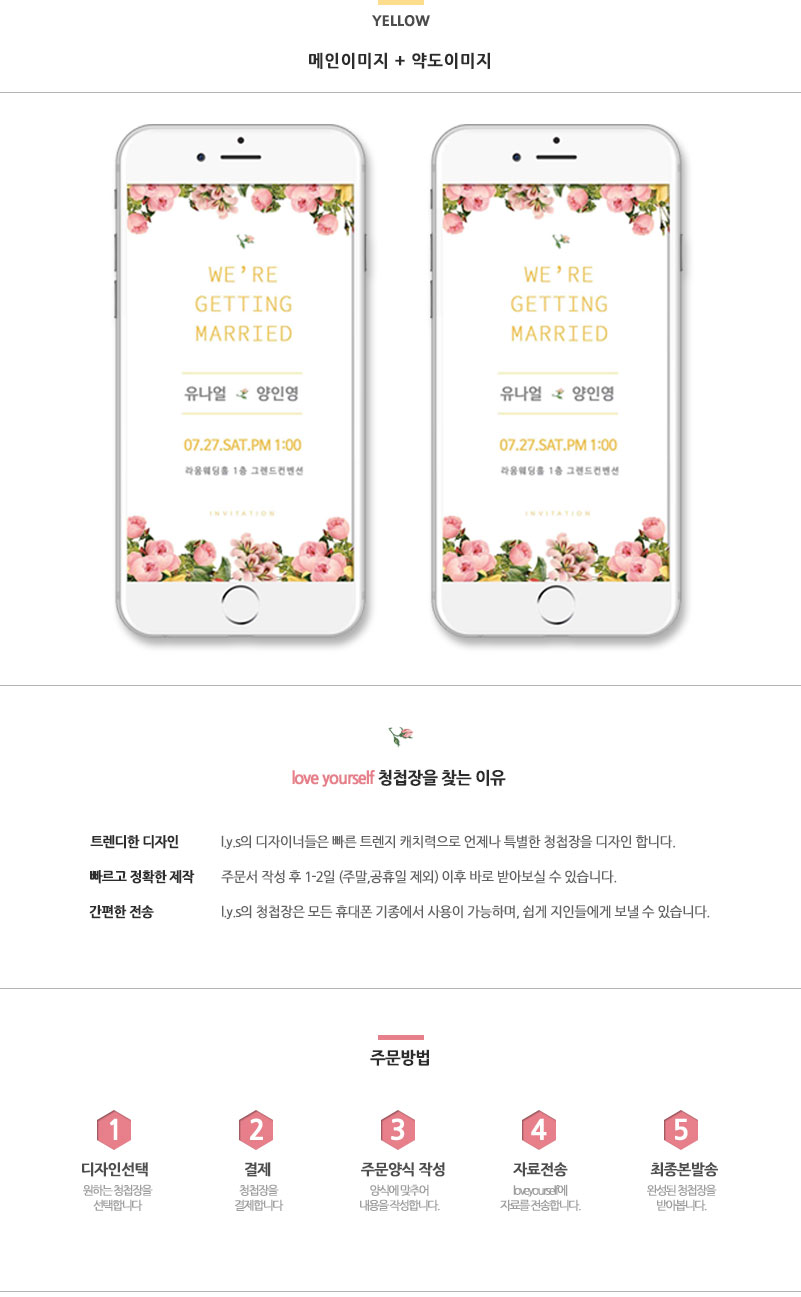 YELLOW
메인이미지 + 약도이미지
WE'RE
GETTING
MARRIED
유나얼 양인영
07.27.SAT.PM 1:00
라움웨딩홀 1층 그랜드컨벤션
INVITATION
WE'RE
GETTING
MARRIED
유나얼 양인영
07.27.SAT.PM 1:00
라움웨딩홀 1층 그랜드컨벤션
INVITATION
love yourself 청첩장을 찾는 이유
트렌디한 디자인 l.y.s의 디자이너들은 빠른 트렌지 캐치력으로 언제나 특별한 청첩장을 디자인 합니다.
빠르고 정확한 제작 주문서 작성 후 1-2일 (주말,공휴일 제외) 이후 바로 받아보실 수 있습니다.
간편한 전송 l.y.s의 청첩장은 모든 휴대폰 기종에서 사용이 가능하며, 쉽게 지인들에게 보낼 수 있습니다.
주문방법
1
디자인선택
원하는 청첩장을
선택합니다
2
결제
청첩장을
결제합니다
3
주문양식 작성
양식에 맞추어
내용을 작성합니다.
4
자료전송
loveyourself에
자료를 전송합니다.
5
최종본발송
완성된 청첩장을
받아봅니다.